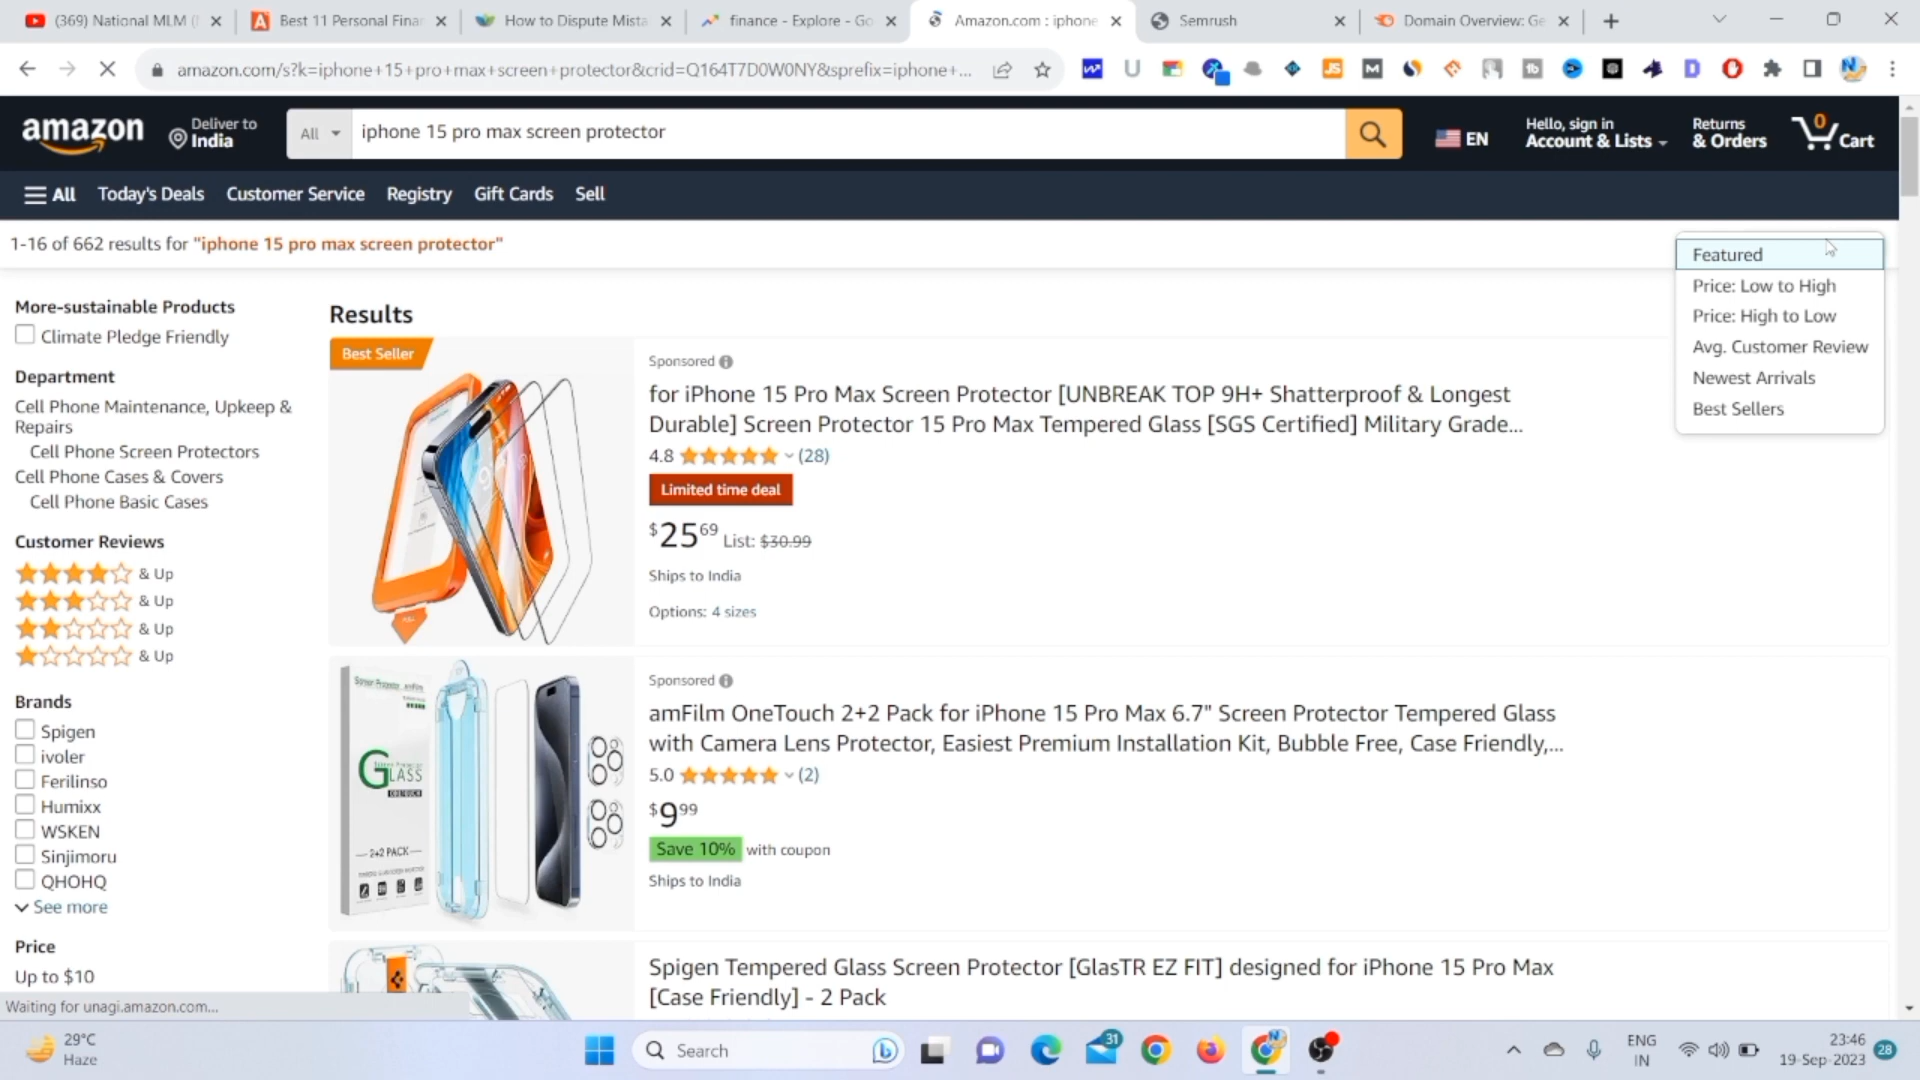 (369) National MLM (
Best 11 Personal Finan
How to Dispute Mista
finance - Explore - Go
Amazon.com : iphone
Semrush
Domain Overview: Ge
amazon.com/s?k=iphone+15+pro+max+screen+protector&crid=Q164T7D0W0NY&sprefix=iphone+...
amazon
Deliver to
India
All
iphone 15 pro max screen protector
EN
Hello, sign in
Account & Lists
Returns
& Orders
0
Cart
All
Today's Deals
Customer Service
Registry
Gift Cards
Sell
1-16 of 662 results for "iphone 15 pro max screen protector"
Featured
Price: Low to High
Price: High to Low
Avg. Customer Review
Newest Arrivals
Best Sellers
More-sustainable Products
Climate Pledge Friendly
Department
Cell Phone Maintenance, Upkeep &
Repairs
Cell Phone Screen Protectors
Cell Phone Cases & Covers
Cell Phone Basic Cases
Customer Reviews
& Up
& Up
& Up
& Up
Brands
Spigen
ivoler
Ferilinso
Humixx
WSKEN
Sinjimoru
QHOHQ
See more
Price
Up to $10
Results
Best Seller
Sponsored
for iPhone 15 Pro Max Screen Protector [UNBREAK TOP 9H+ Shatterproof & Longest
Durable] Screen Protector 15 Pro Max Tempered Glass [SGS Certified] Military Grade...
4.8 (28)
Limited time deal
$25 69 List: $30.99
Ships to India
Options: 4 sizes
Sponsored
amFilm OneTouch 2+2 Pack for iPhone 15 Pro Max 6.7" Screen Protector Tempered Glass
with Camera Lens Protector, Easiest Premium Installation Kit, Bubble Free, Case Friendly,...
5.0 (2)
$9 99
Save 10% with coupon
Ships to India
GLASS
ONETOUCH
2+2 PACK
Spigen Tempered Glass Screen Protector [GlasTR EZ FIT] designed for iPhone 15 Pro Max
[Case Friendly] - 2 Pack
Waiting for unagi.amazon.com...
29°C
Haze
Search
31
ENG
IN
23:46
19-Sep-2023
28